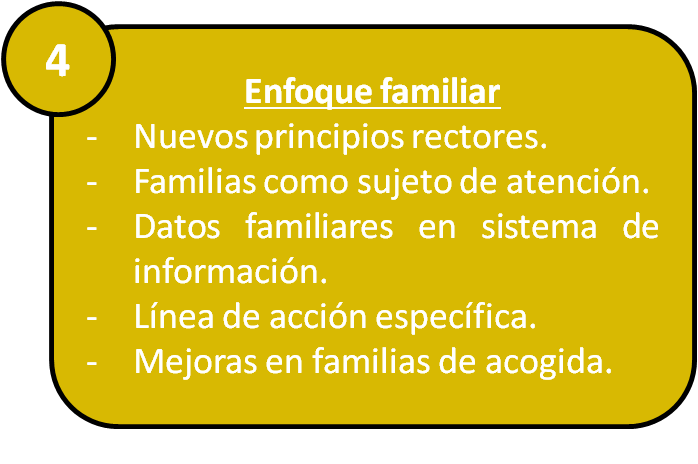 4
Enfoque familiar
- Nuevos principios rectores.
- Familias como sujeto de atención.
- Datos familiares en sistema de
información.
- Línea de acción específica.
- Mejoras en familias de acogida.